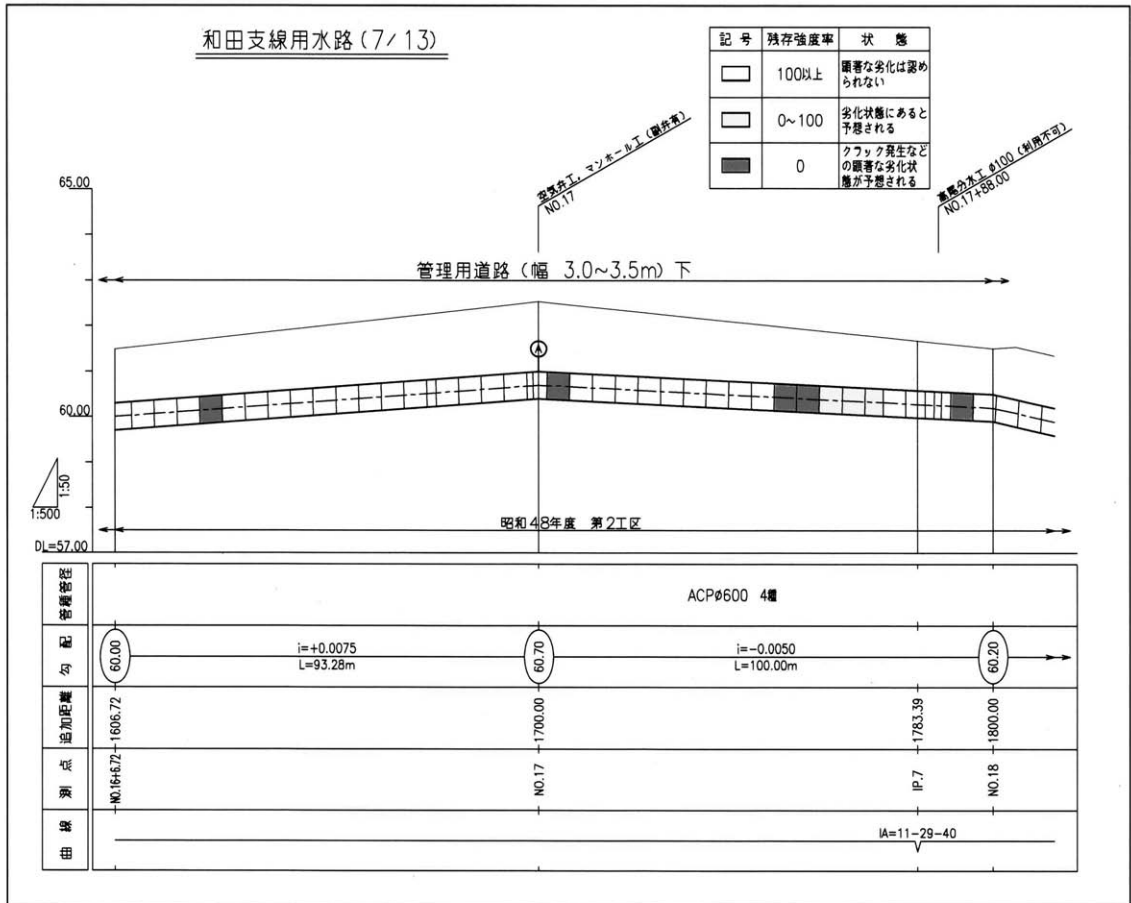 和田支線用水路(7/13)
記号 残存強度率 状態
100以上 顕著な劣化は認め
られない
0~100 劣化状態にあると
予想される
0 クラック発生など
の顕著な劣化状
態が予想される
空気弁工, マンホール工 (副弁有)
NO.17
高尾分水工 φ100 (利用不可)
NO.17+88.00
65.00
管理用道路 (幅 3.0~3.5m) 下
A
60.00
1:50
1:500
昭和48年度 第2工区
DL=57.00
管種管径
ACPφ600 4種
勾配
60.00
i=+0.0075
L=93.28m
60.70
i=-0.0050
L=100.00m
60.20
追加距離
1606.72
1700.00
1783.39
1800.00
測点
NO.16+6.72
NO.17
IP.7
NO.18
曲線
IA=11-29-40